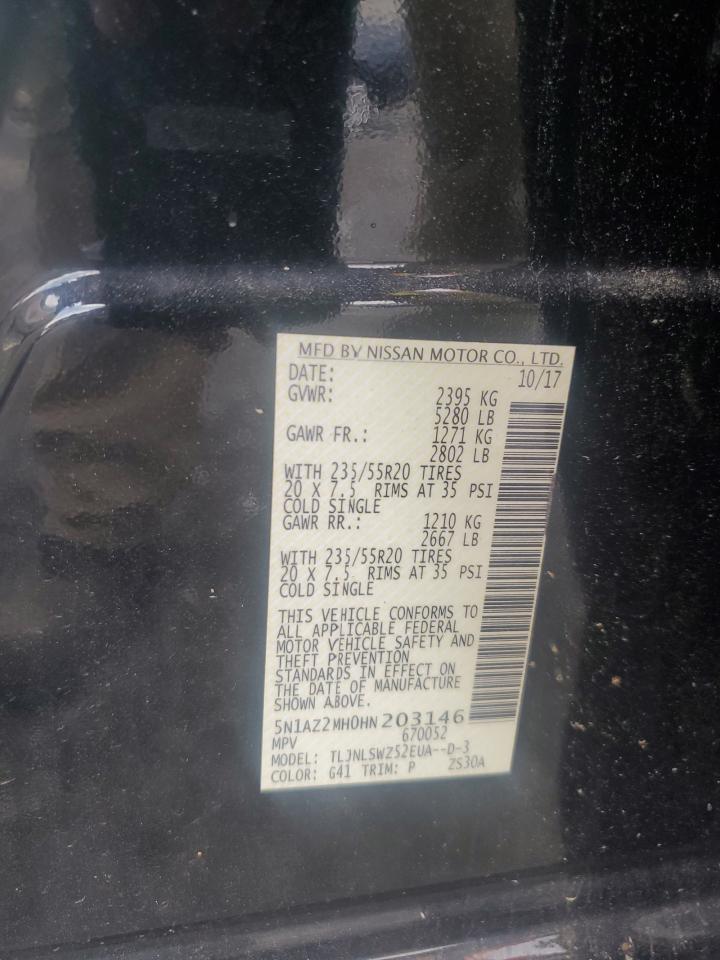 MFD BY NISSAN MOTOR CO., LTD.
DATE: 10/17
GVWR: 2395 KG
5280 LB
GAWR FR.: 1271 KG
2802 LB
WITH 235/55R20 TIRES
20 X 7.5 RIMS AT 35 PSI
COLD SINGLE
GAWR RR.: 1210 KG
2667 LB
WITH 235/55R20 TIRES
20 X 7.5 RIMS AT 35 PSI
COLD SINGLE
THIS VEHICLE CONFORMS TO
ALL APPLICABLE FEDERAL
MOTOR VEHICLE SAFETY AND
THEFT PREVENTION
STANDARDS IN EFFECT ON
THE DATE OF MANUFACTURE
SHOWN ABOVE.
5N1AZ2MH0HN203146
MPV 670052
MODEL: TLJNLSWZ52EUA--D-3
COLOR: G41 TRIM: P ZS30A